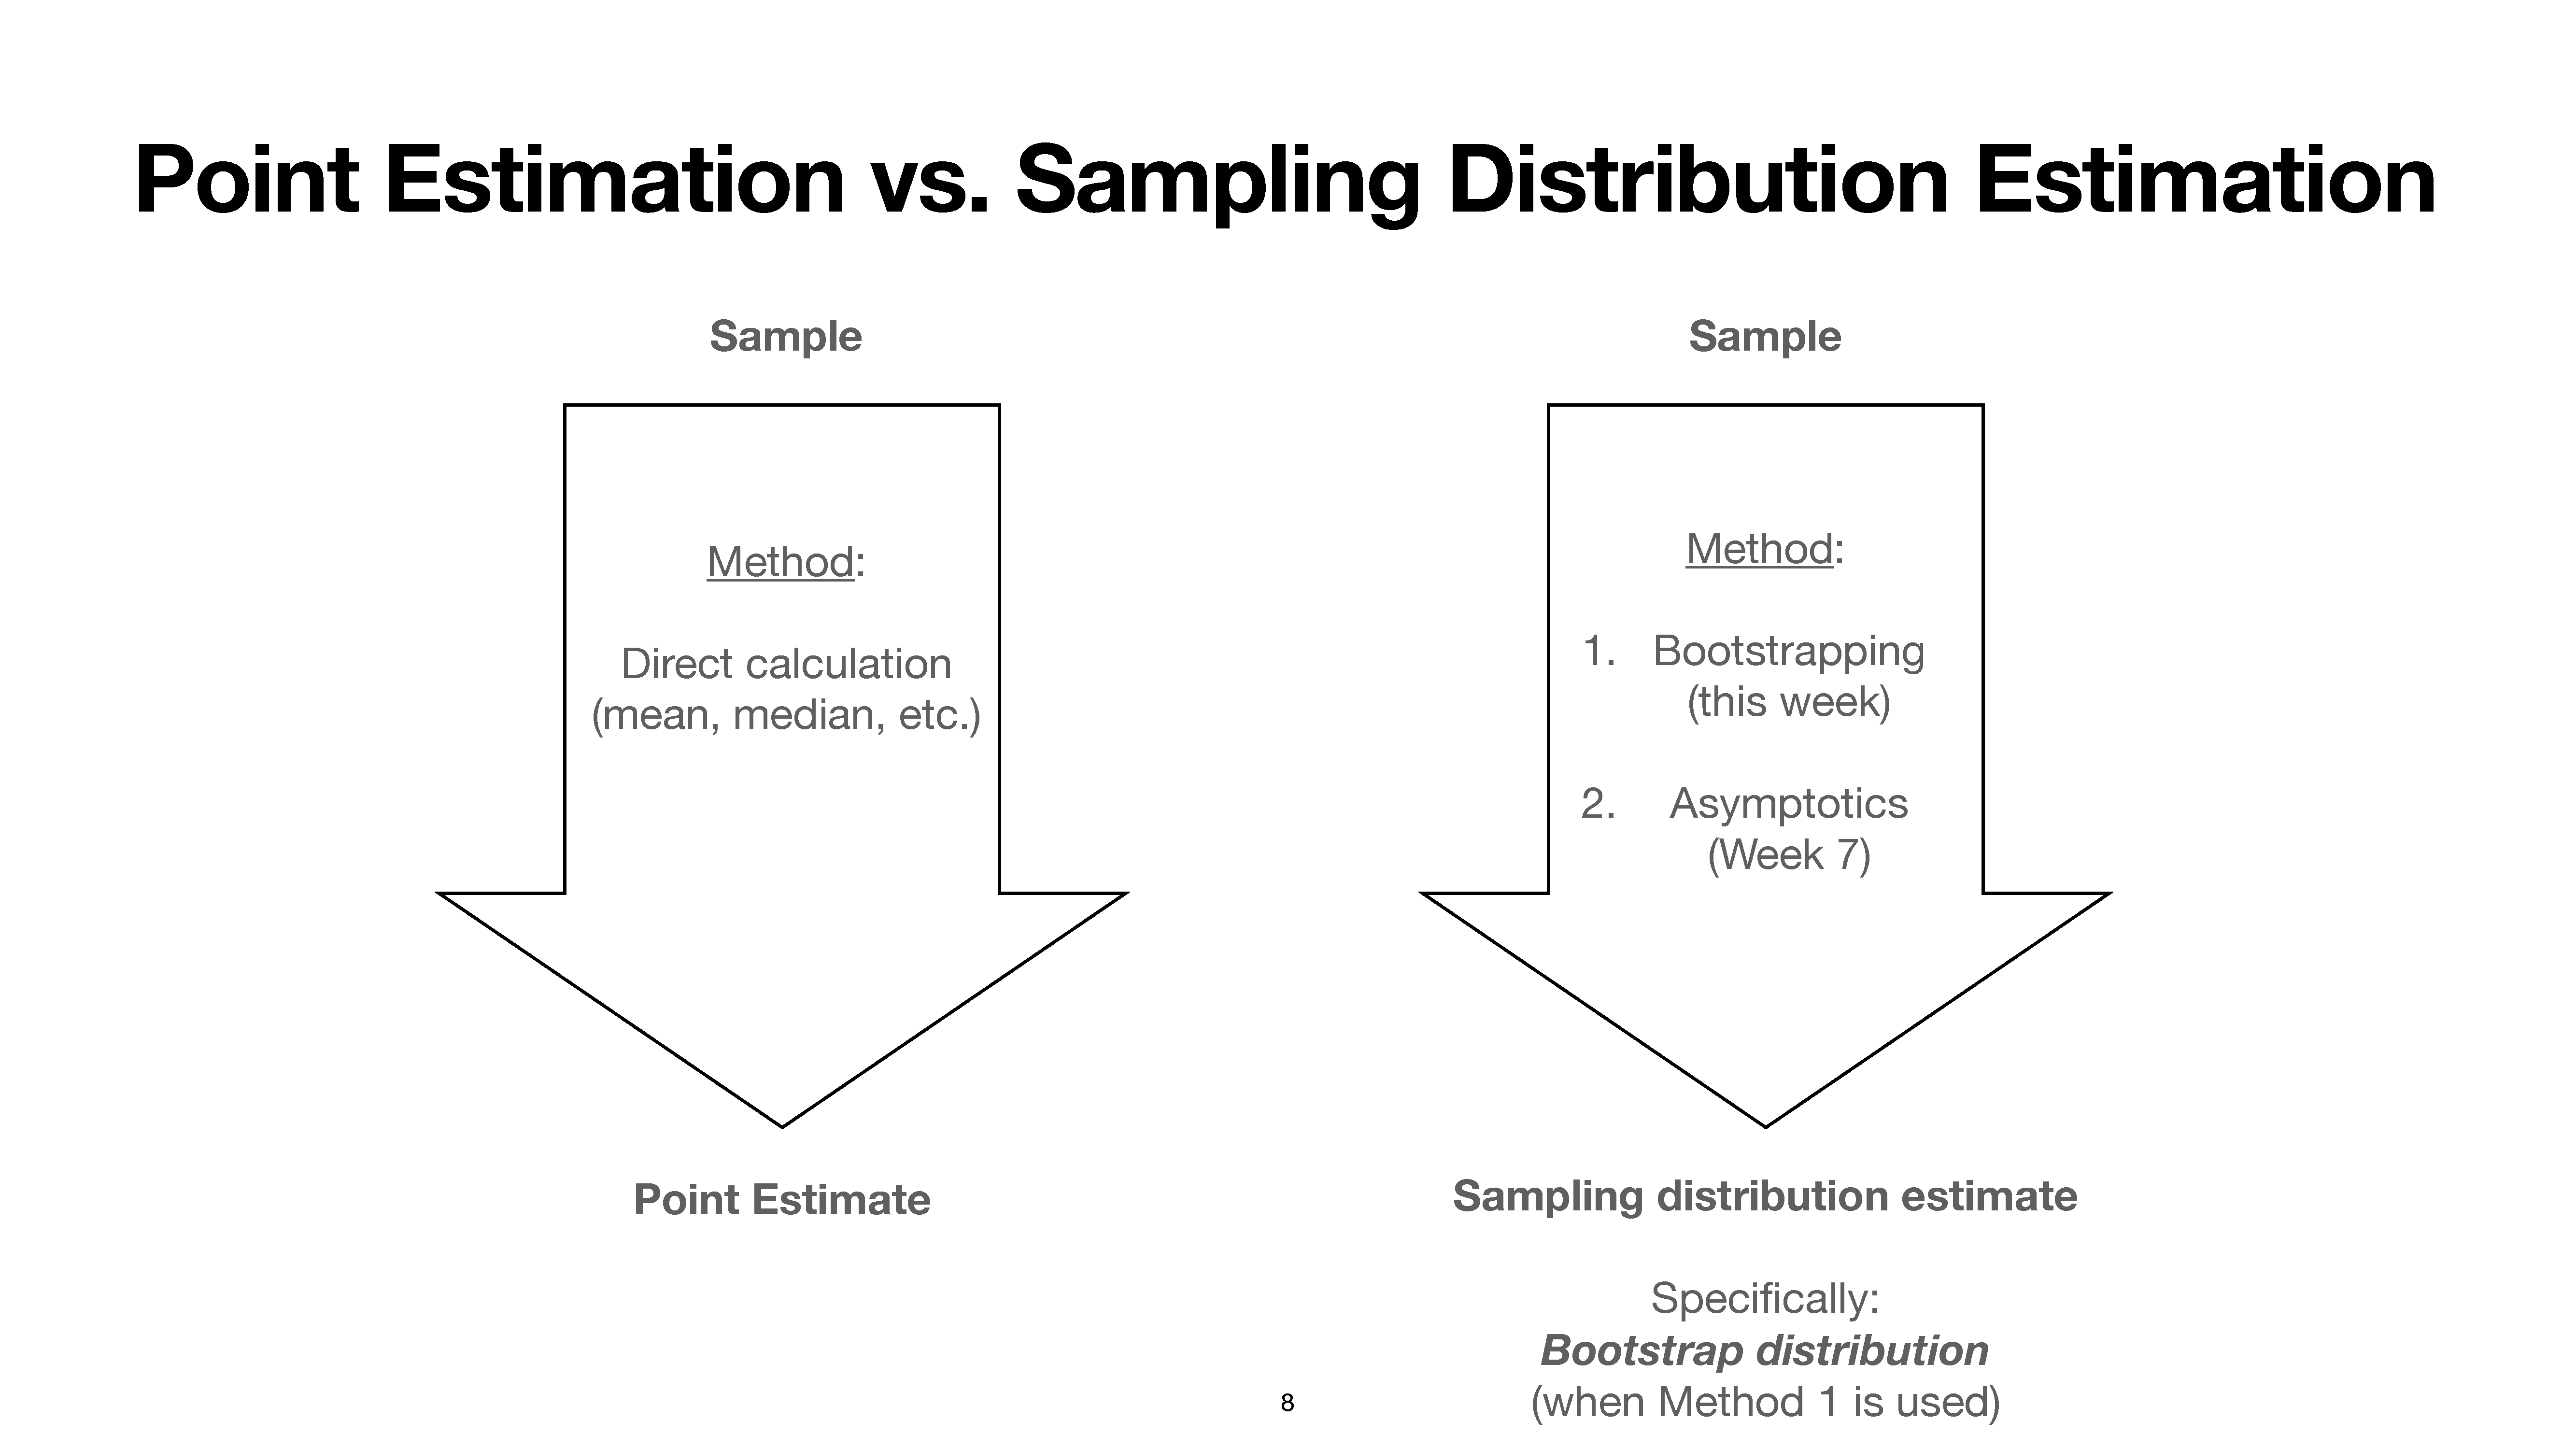 Point Estimation vs. Sampling Distribution Estimation
Sample
Method:
Direct calculation
(mean, median, etc.)
Point Estimate
Sample
Method:
1. Bootstrapping
(this week)
2. Asymptotics
(Week 7)
Sampling distribution estimate
Specifically:
Bootstrap distribution
(when Method 1 is used)
8